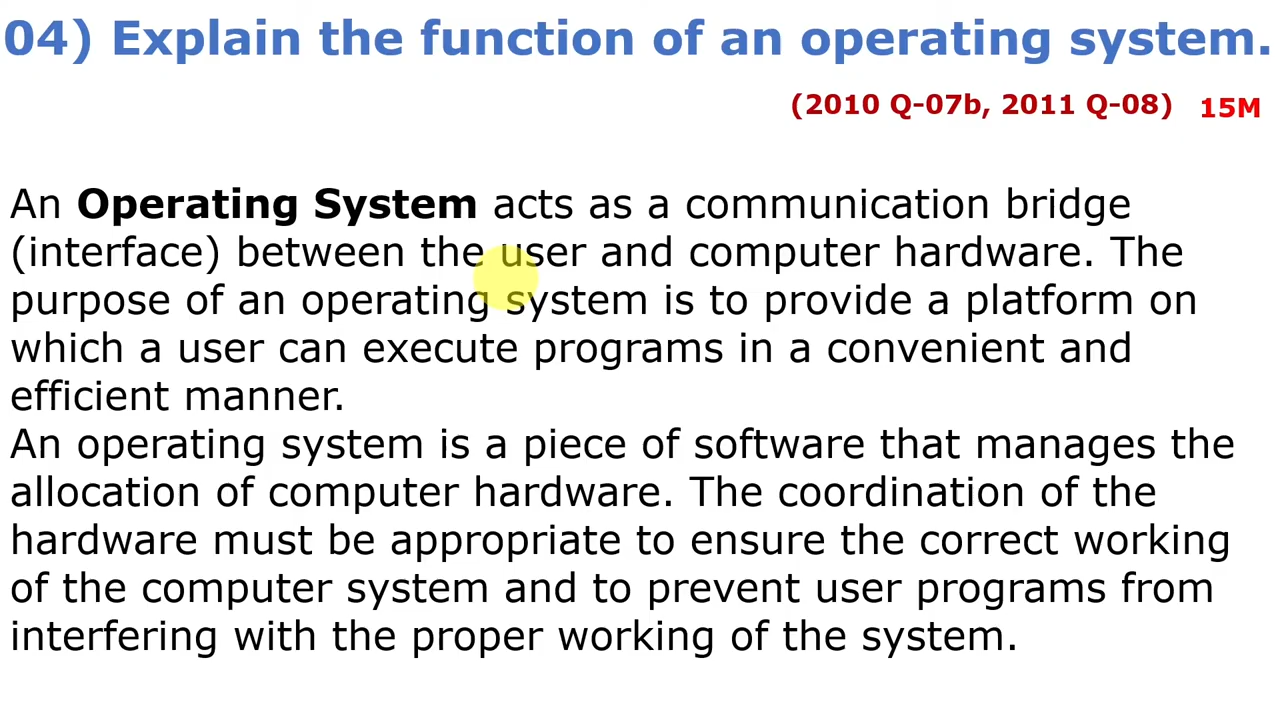 04) Explain the function of an operating system.
(2010 Q-07b, 2011 Q-08) 15M
An Operating System acts as a communication bridge
(interface) between the user and computer hardware. The
purpose of an operating system is to provide a platform on
which a user can execute programs in a convenient and
efficient manner.
An operating system is a piece of software that manages the
allocation of computer hardware. The coordination of the
hardware must be appropriate to ensure the correct working
of the computer system and to prevent user programs from
interfering with the proper working of the system.